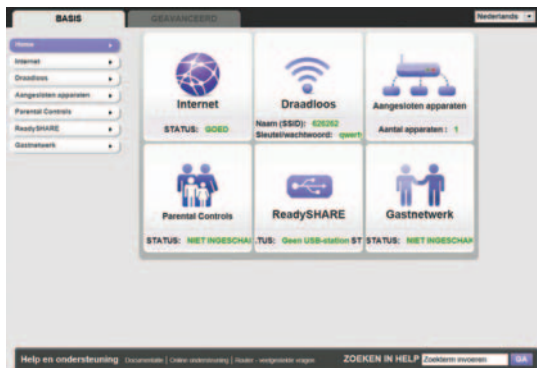 BASIS
GEAVANCEERD
Nederlands
Home
Internet
Draadloos
Aangesloten apparaten
Parental Controls
ReadySHARE
Gastnetwerk
Internet
STATUS: GOED
Draadloos
Naam (SSID): 626262
Sleutel/wachtwoord: qwert
Aangesloten apparaten
Aantal apparaten : 1
Parental Controls
STATUS: NIET INGESCHA
ReadySHARE
.TUS: Geen USB-station ST
Gastnetwerk
STATUS: NIET INGESCHA
Help en ondersteuning Documentatie | Online ondersteuning | Router - veelgestelde vragen ZOEKEN IN HELP Zoekterm invoeren GA